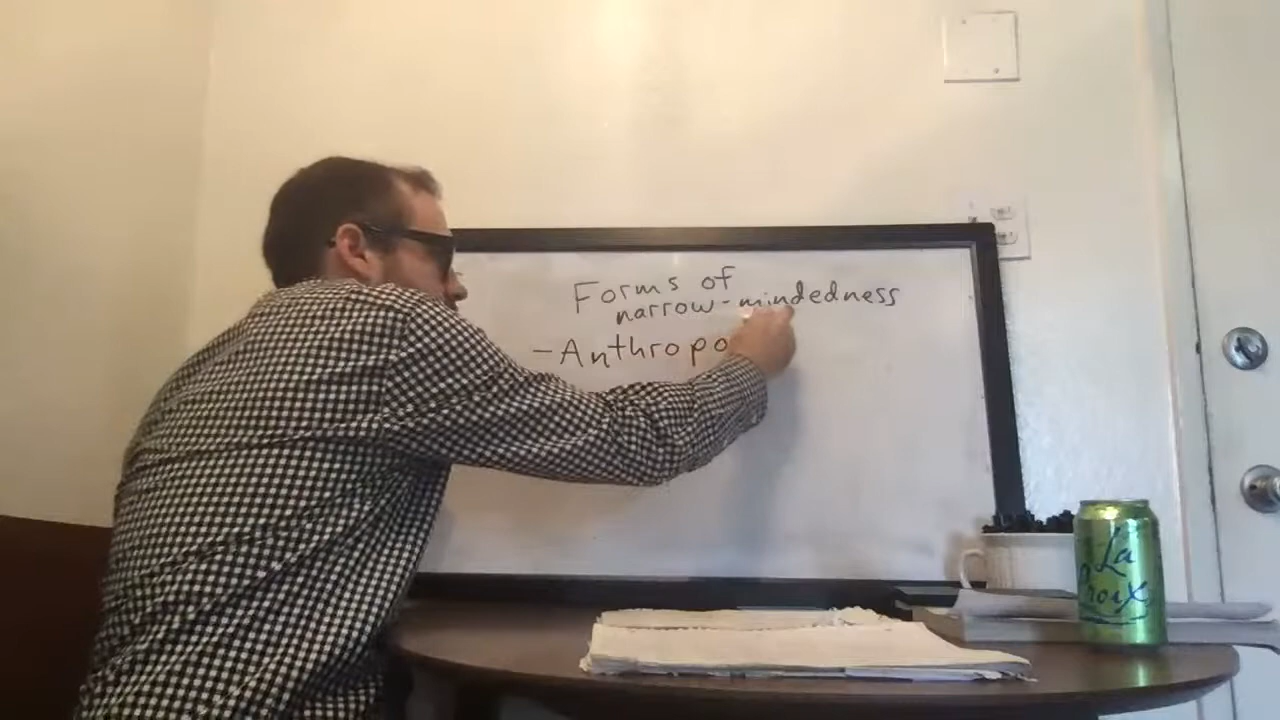 Forms of
narrow-mindedness
-Anthropo
La
Croix